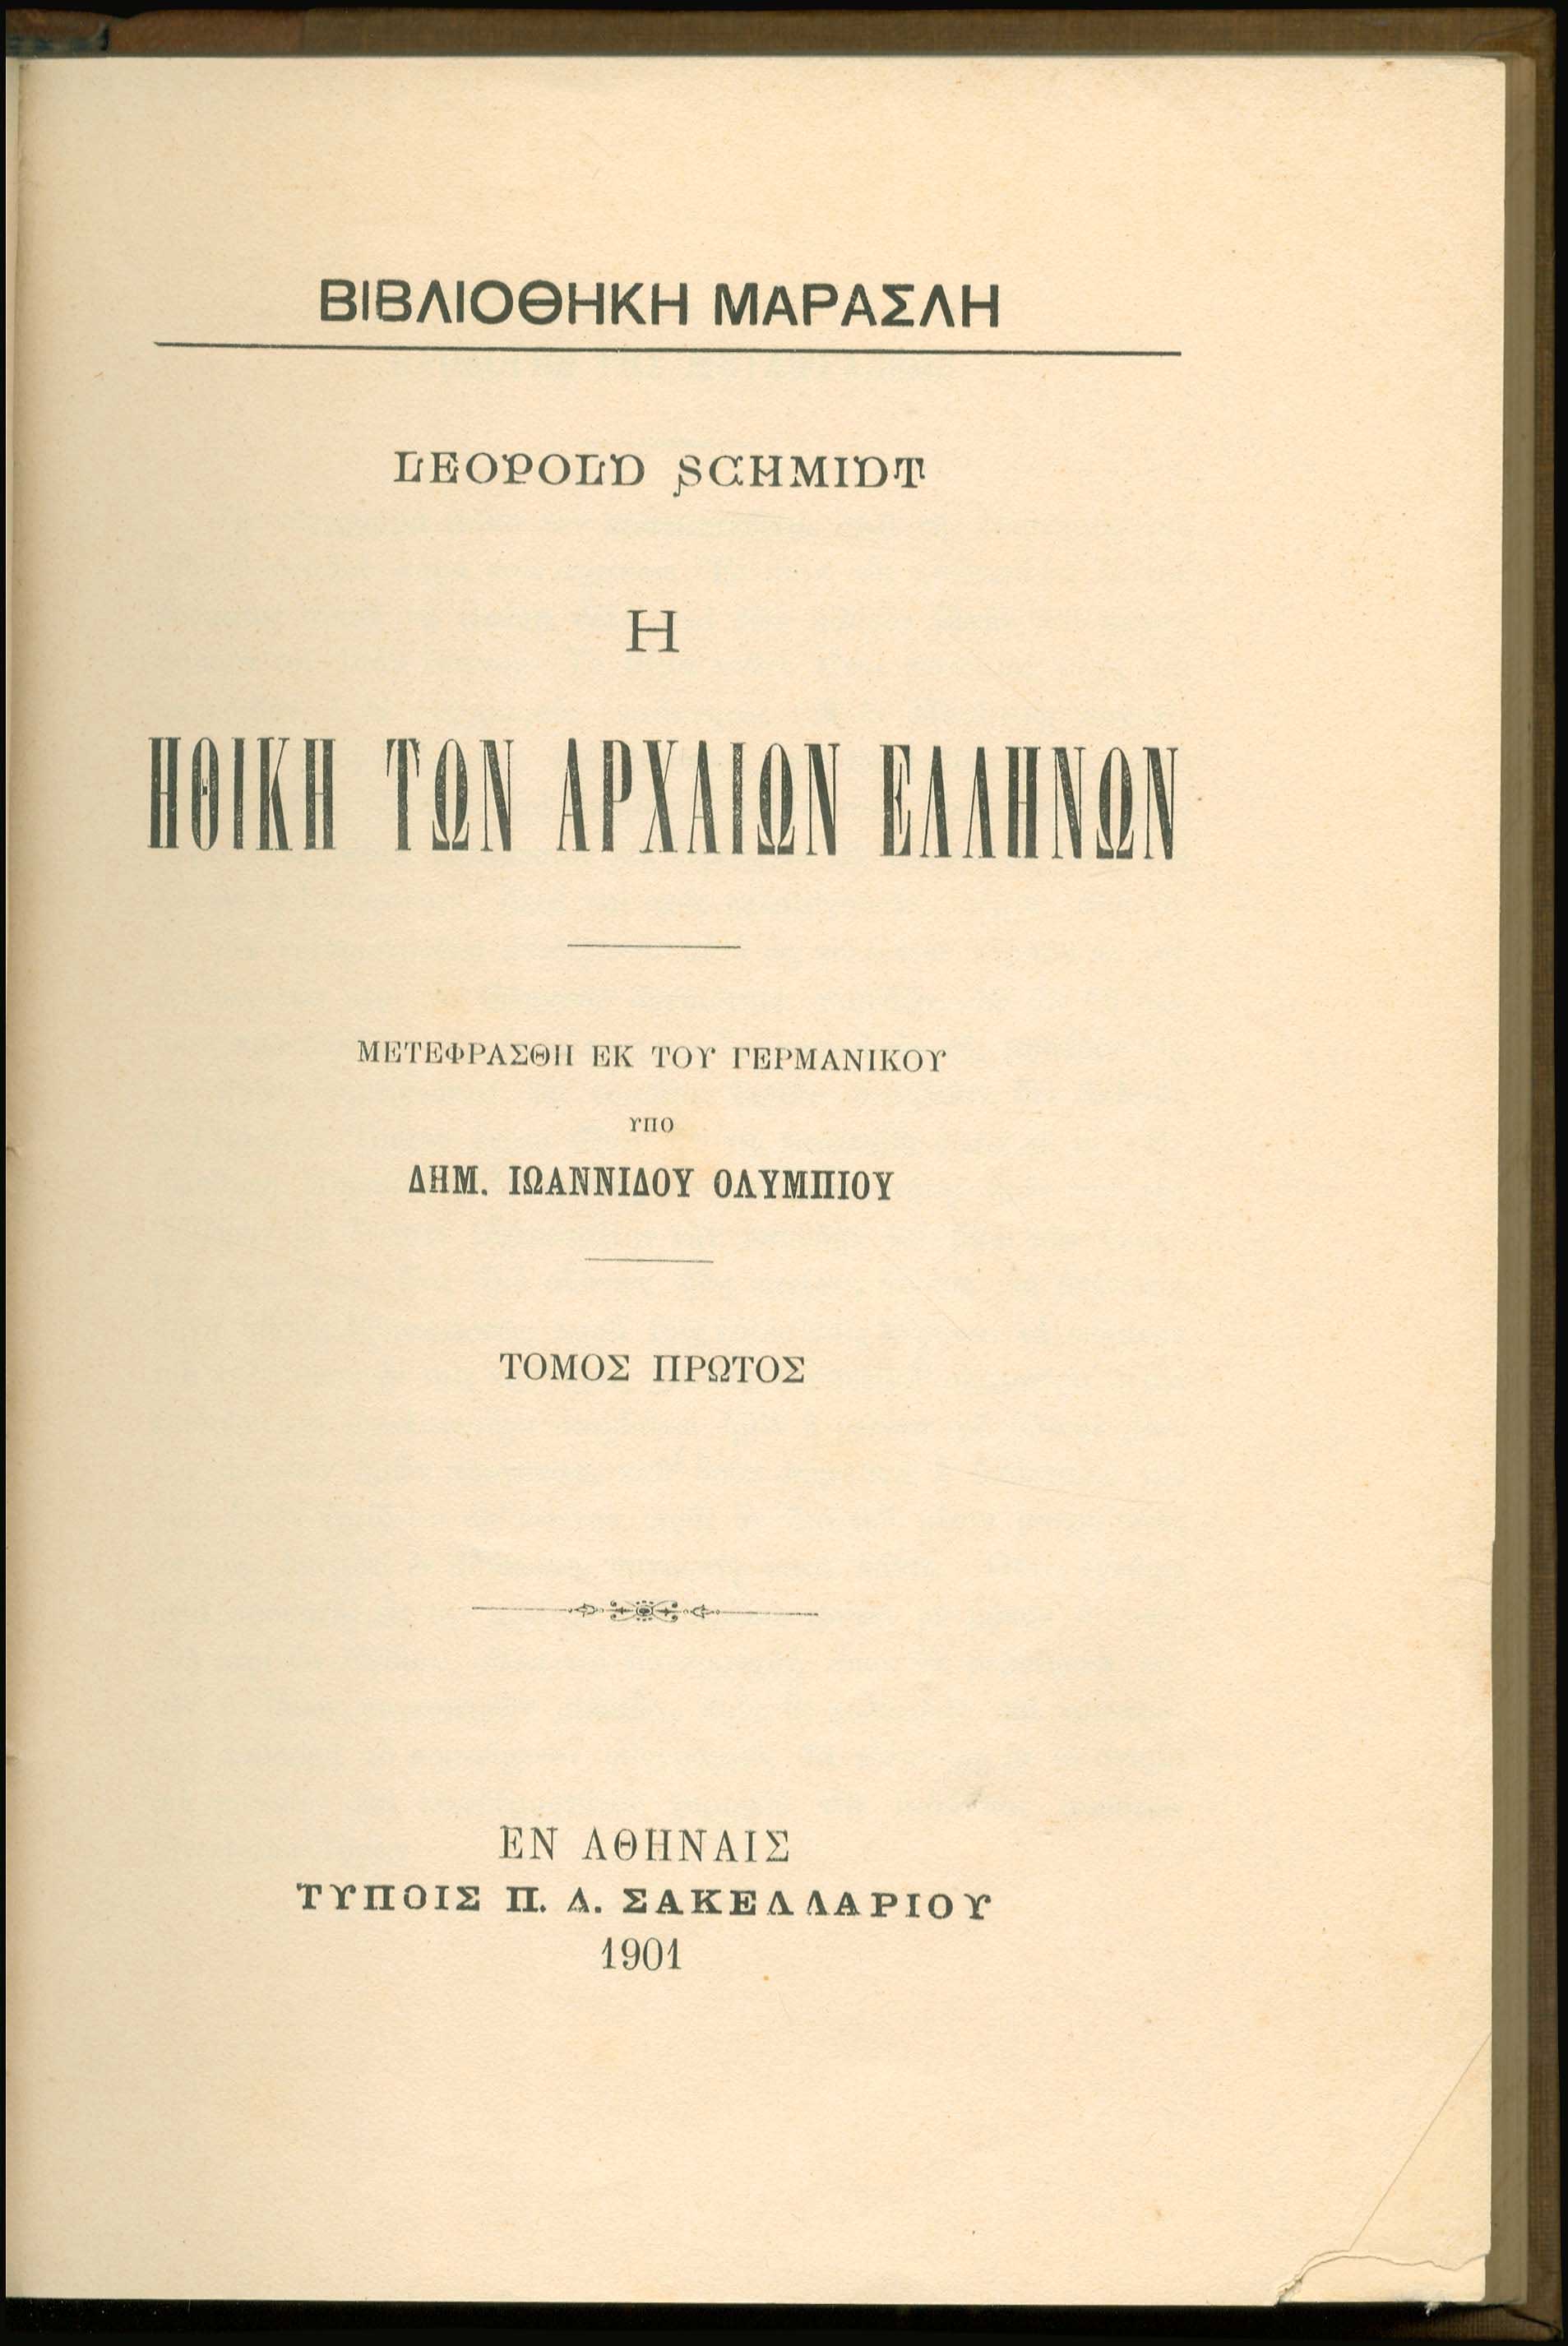 ΒΙΒΛΙΟΘΗΚΗ ΜΑΡΑΣΛΗ
LEOPOLD SCHMIDT
Η
ΗΘΙΚΗ ΤΩΝ ΑΡΧΑΙΩΝ ΕΛΛΗΝΩΝ
ΜΕΤΕΦΡΑΣΘΗ ΕΚ ΤΟΥ ΓΕΡΜΑΝΙΚΟΥ
ΥΠΟ
ΔΗΜ. ΙΩΑΝΝΙΔΟΥ ΟΛΥΜΠΙΟΥ
ΤΟΜΟΣ ΠΡΩΤΟΣ
ΕΝ ΑΘΗΝΑΙΣ
ΤΥΠΟΙΣ Π. Δ. ΣΑΚΕΛΛΑΡΙΟΥ
1901